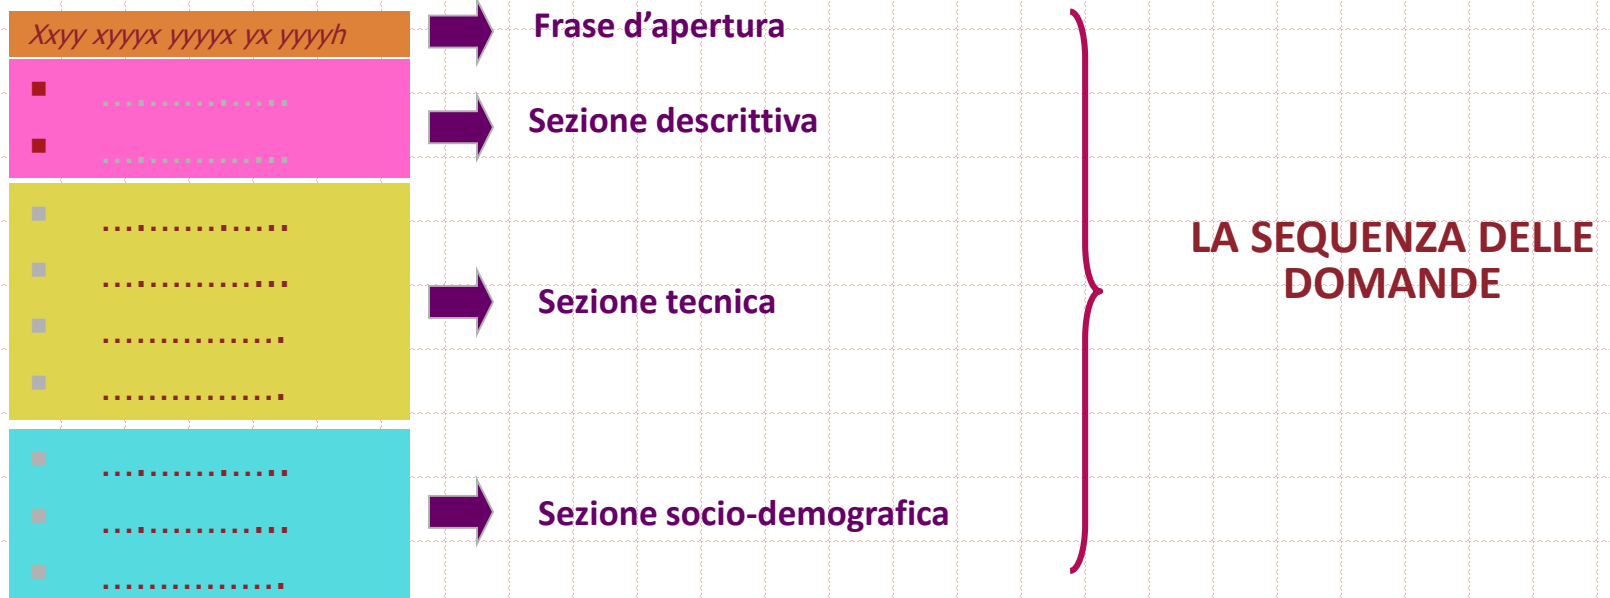 Xxyy xyyyx yyyyx yx yyyyh
Frase d’apertura
Sezione descrittiva
Sezione tecnica
Sezione socio-demografica
LA SEQUENZA DELLE
DOMANDE